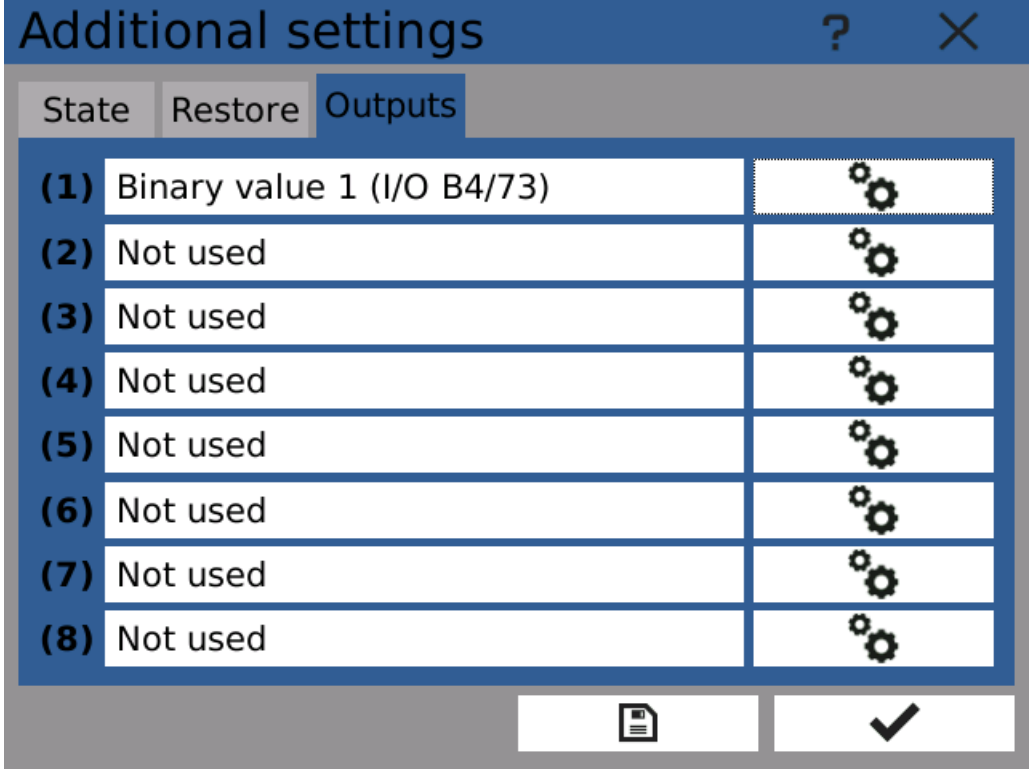 Additional settings ?
State Restore Outputs
(1) Binary value 1 (I/O B4/73)
(2) Not used
(3) Not used
(4) Not used
(5) Not used
(6) Not used
(7) Not used
(8) Not used